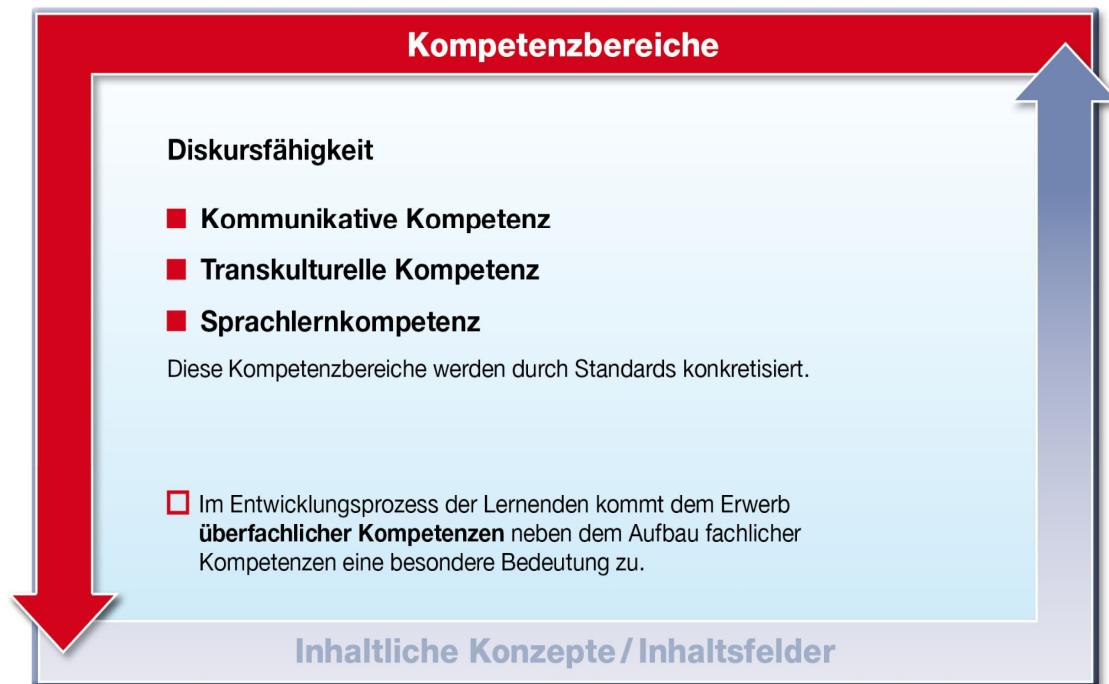 Kompetenzbereiche
Diskursfähigkeit
Kommunikative Kompetenz
Transkulturelle Kompetenz
Sprachlernkompetenz
Diese Kompetenzbereiche werden durch Standards konkretisiert.
Im Entwicklungsprozess der Lernenden kommt dem Erwerb
überfachlicher Kompetenzen neben dem Aufbau fachlicher
Kompetenzen eine besondere Bedeutung zu.
Inhaltliche Konzepte / Inhaltsfelder